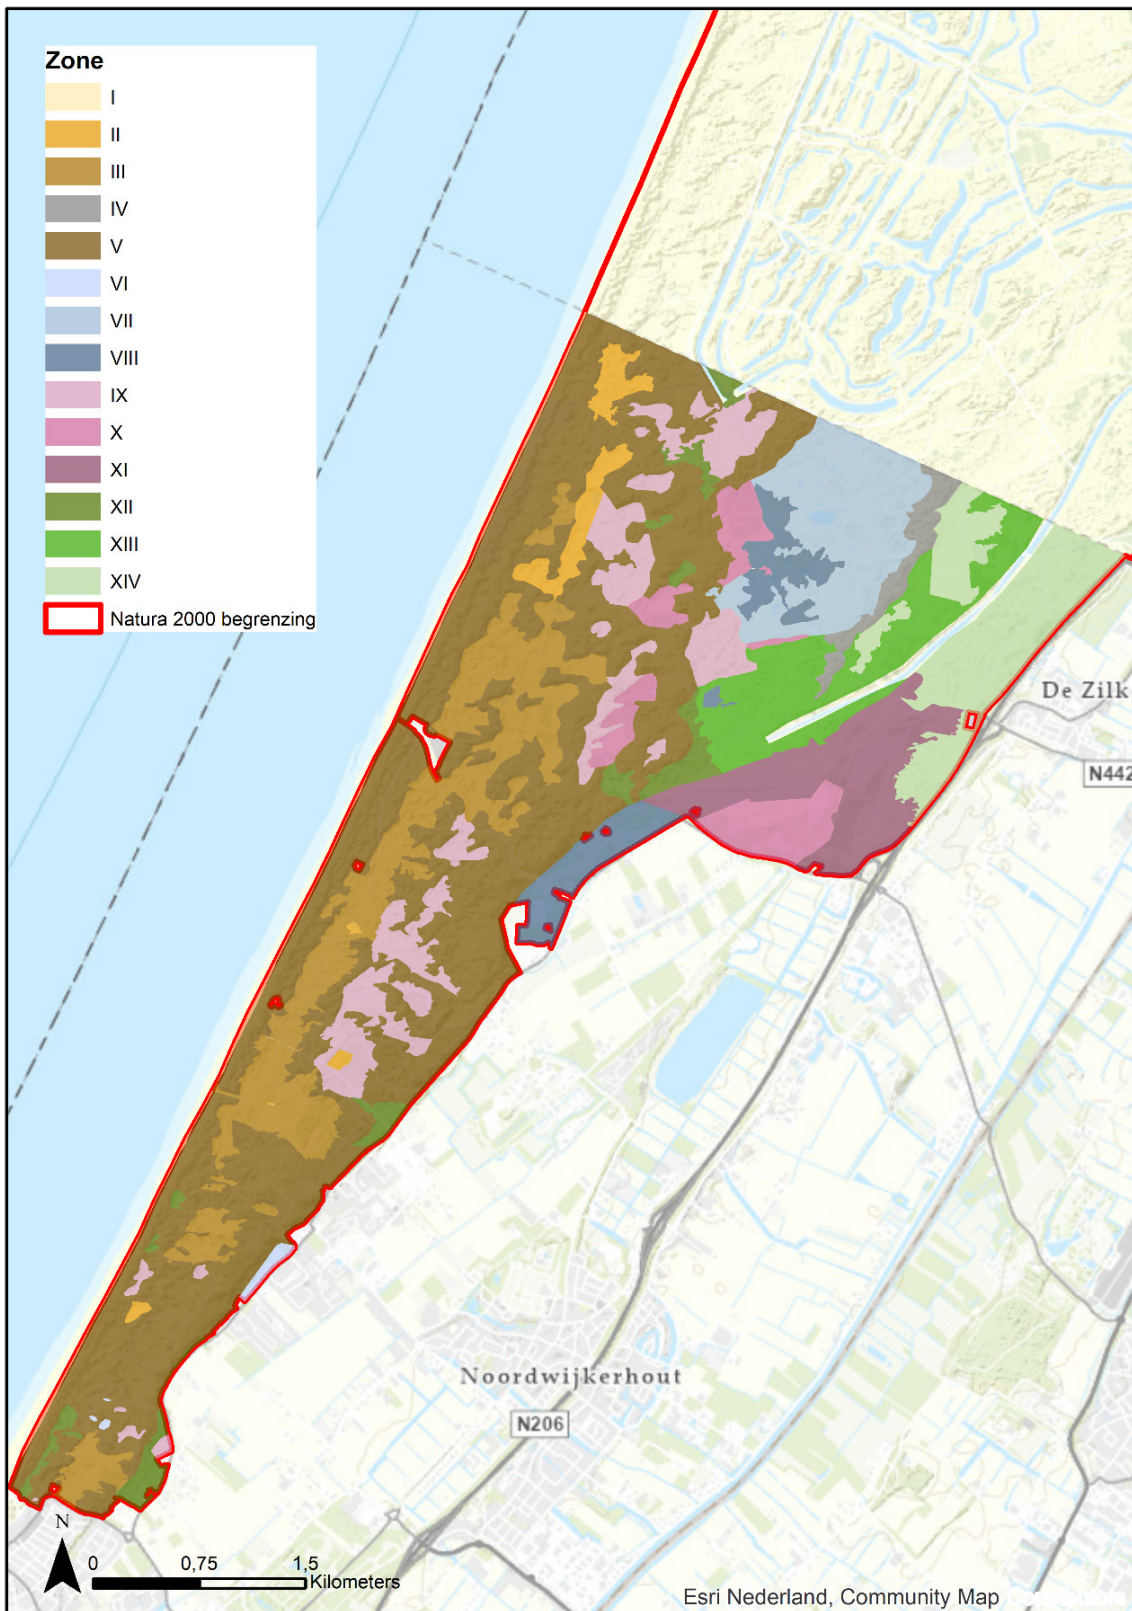 Zone
I
II
III
IV
V
VI
VII
VIII
IX
X
XI
XII
XIII
XIV
Natura 2000 begrenzing
De Zilk
N442
Noordwijkerhout
N206
N
0 0,75 1,5
Kilometers
Esri Nederland, Community Map